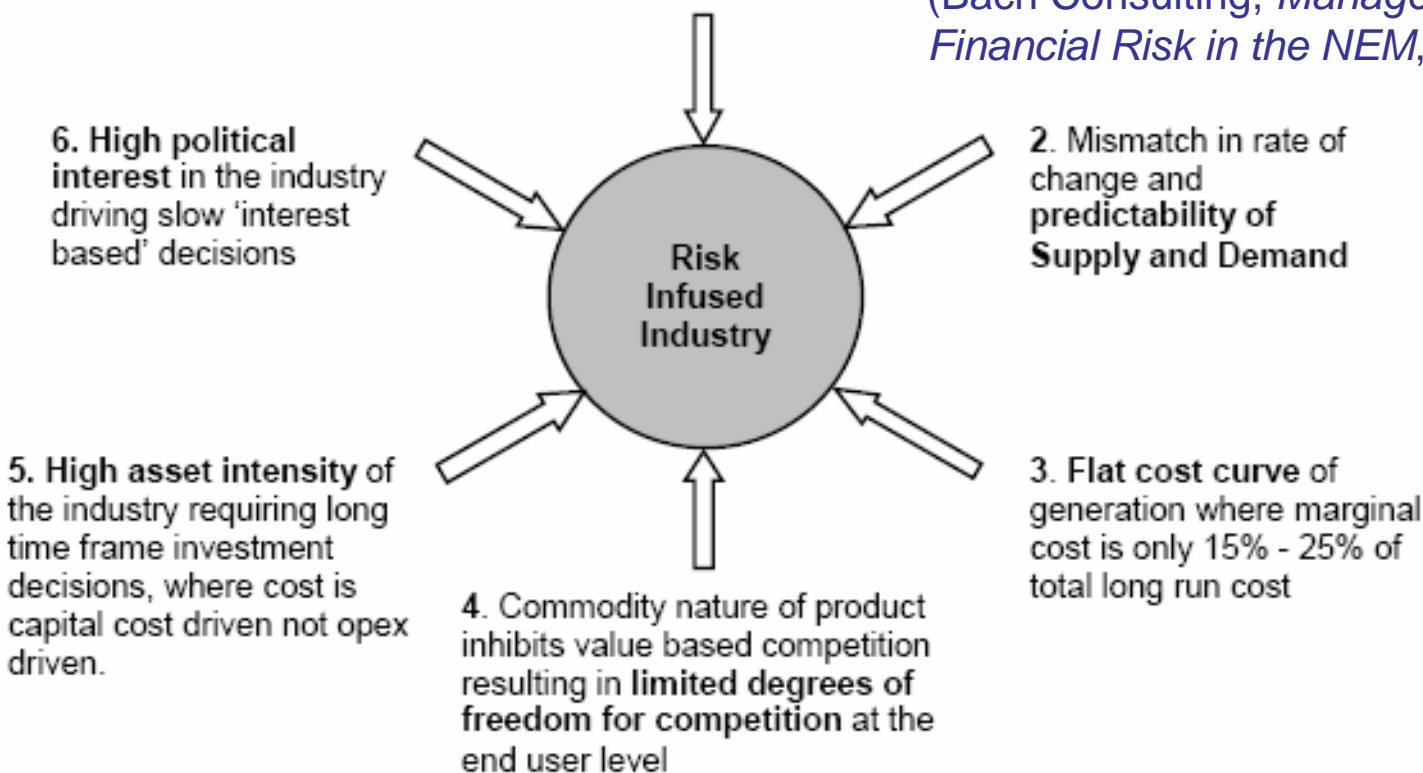 (Bach Consulting, Manage
Financial Risk in the NEM,
6. High political
interest in the industry
driving slow ‘interest
based’ decisions
2. Mismatch in rate of
change and
predictability of
Supply and Demand
Risk
Infused
Industry
5. High asset intensity of
the industry requiring long
time frame investment
decisions, where cost is
capital cost driven not opex
driven.
4. Commodity nature of product
inhibits value based competition
resulting in limited degrees of
freedom for competition at the
end user level
3. Flat cost curve of
generation where marginal
cost is only 15% - 25% of
total long run cost